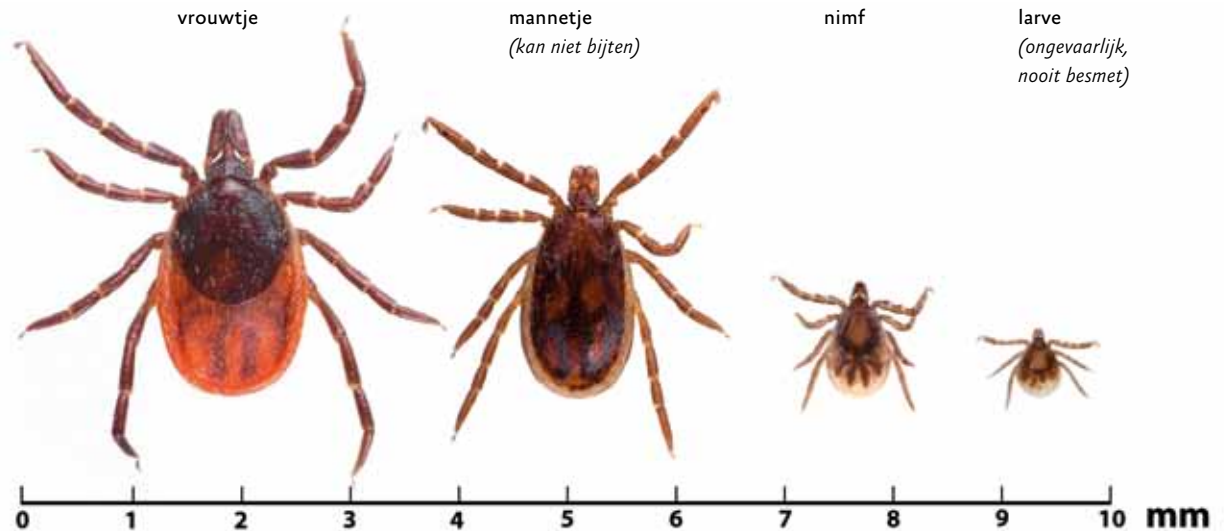 vrouwtje
mannetje
(kan niet bijten)
nimf
larve
(ongevaarlijk,
nooit besmet)
0 1 2 3 4 5 6 7 8 9 10 mm